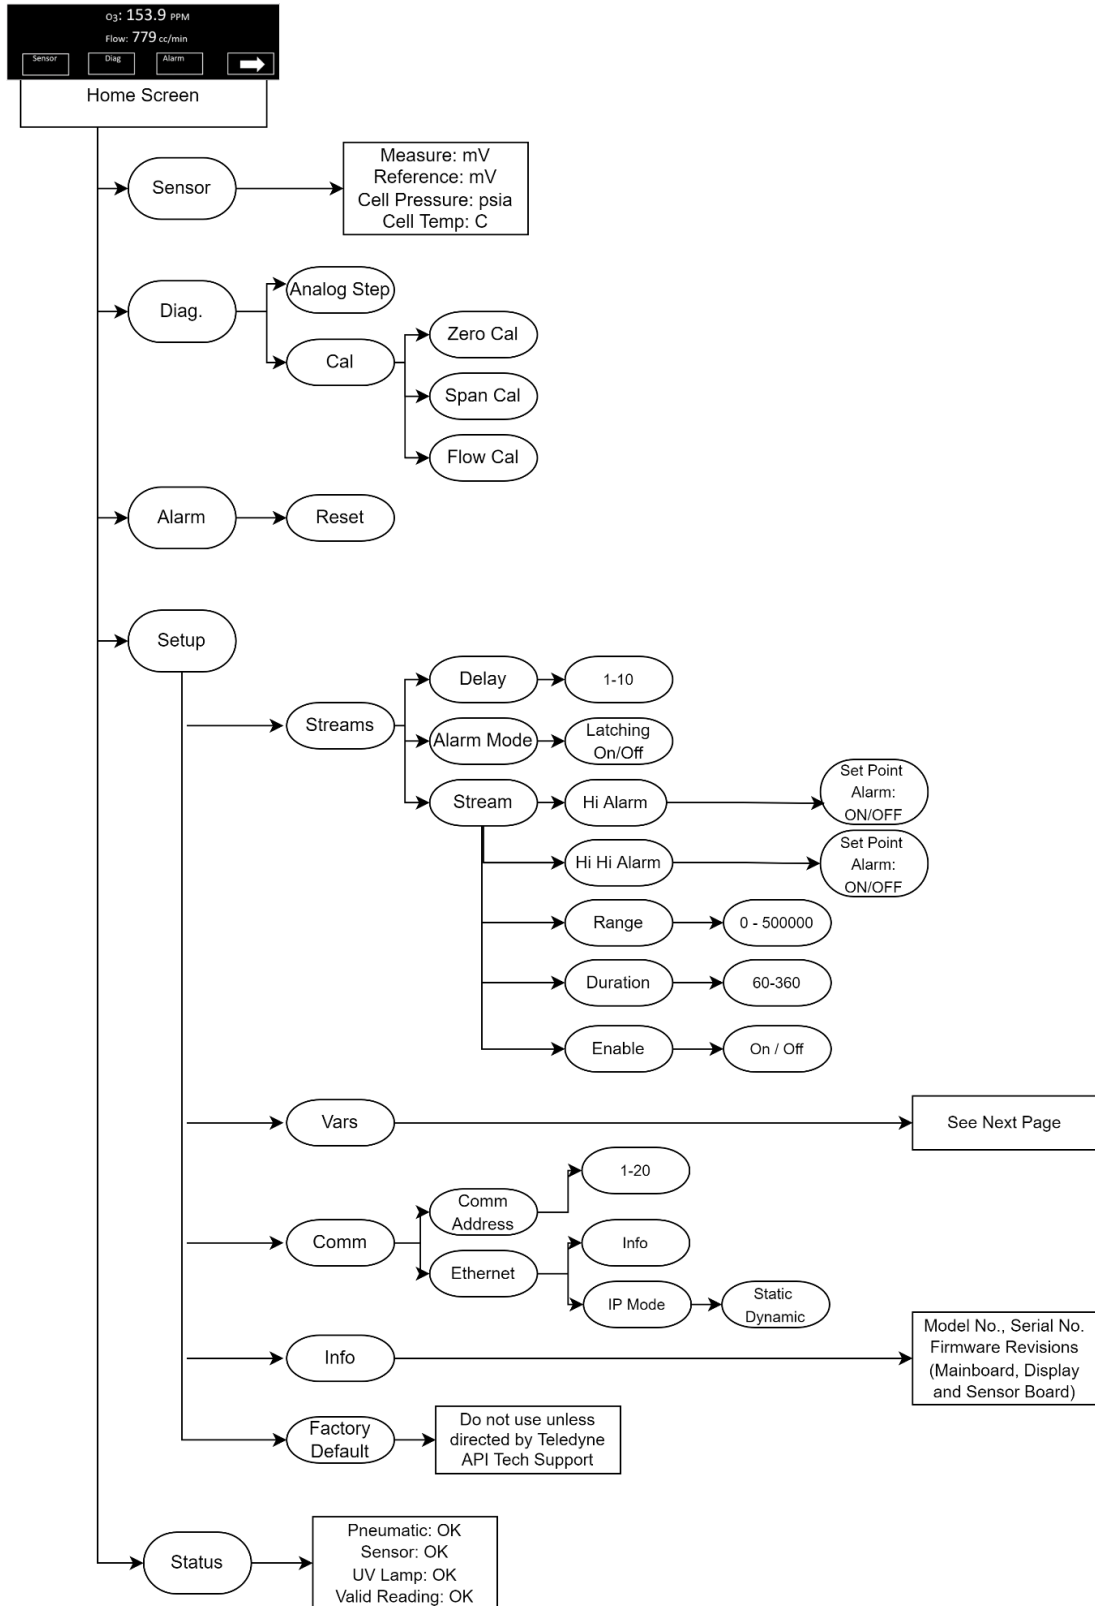 O3: 153.9 PPM
Flow: 779 cc/min
Sensor
Diag
Alarm
Home Screen
Sensor
Measure: mV
Reference: mV
Cell Pressure: psia
Cell Temp: C
Diag.
Analog Step
Cal
Zero Cal
Span Cal
Flow Cal
Alarm
Reset
Setup
Streams
Delay
1-10
Alarm Mode
Latching
On/Off
Stream
Hi Alarm
Set Point
Alarm:
ON/OFF
Hi Hi Alarm
Set Point
Alarm:
ON/OFF
Range
0 - 500000
Duration
60-360
Enable
On / Off
Vars
See Next Page
Comm
Comm
Address
1-20
Ethernet
Info
IP Mode
Static
Dynamic
Info
Model No., Serial No.
Firmware Revisions
(Mainboard, Display
and Sensor Board)
Factory
Default
Do not use unless
directed by Teledyne
API Tech Support
Status
Pneumatic: OK
Sensor: OK
UV Lamp: OK
Valid Reading: OK